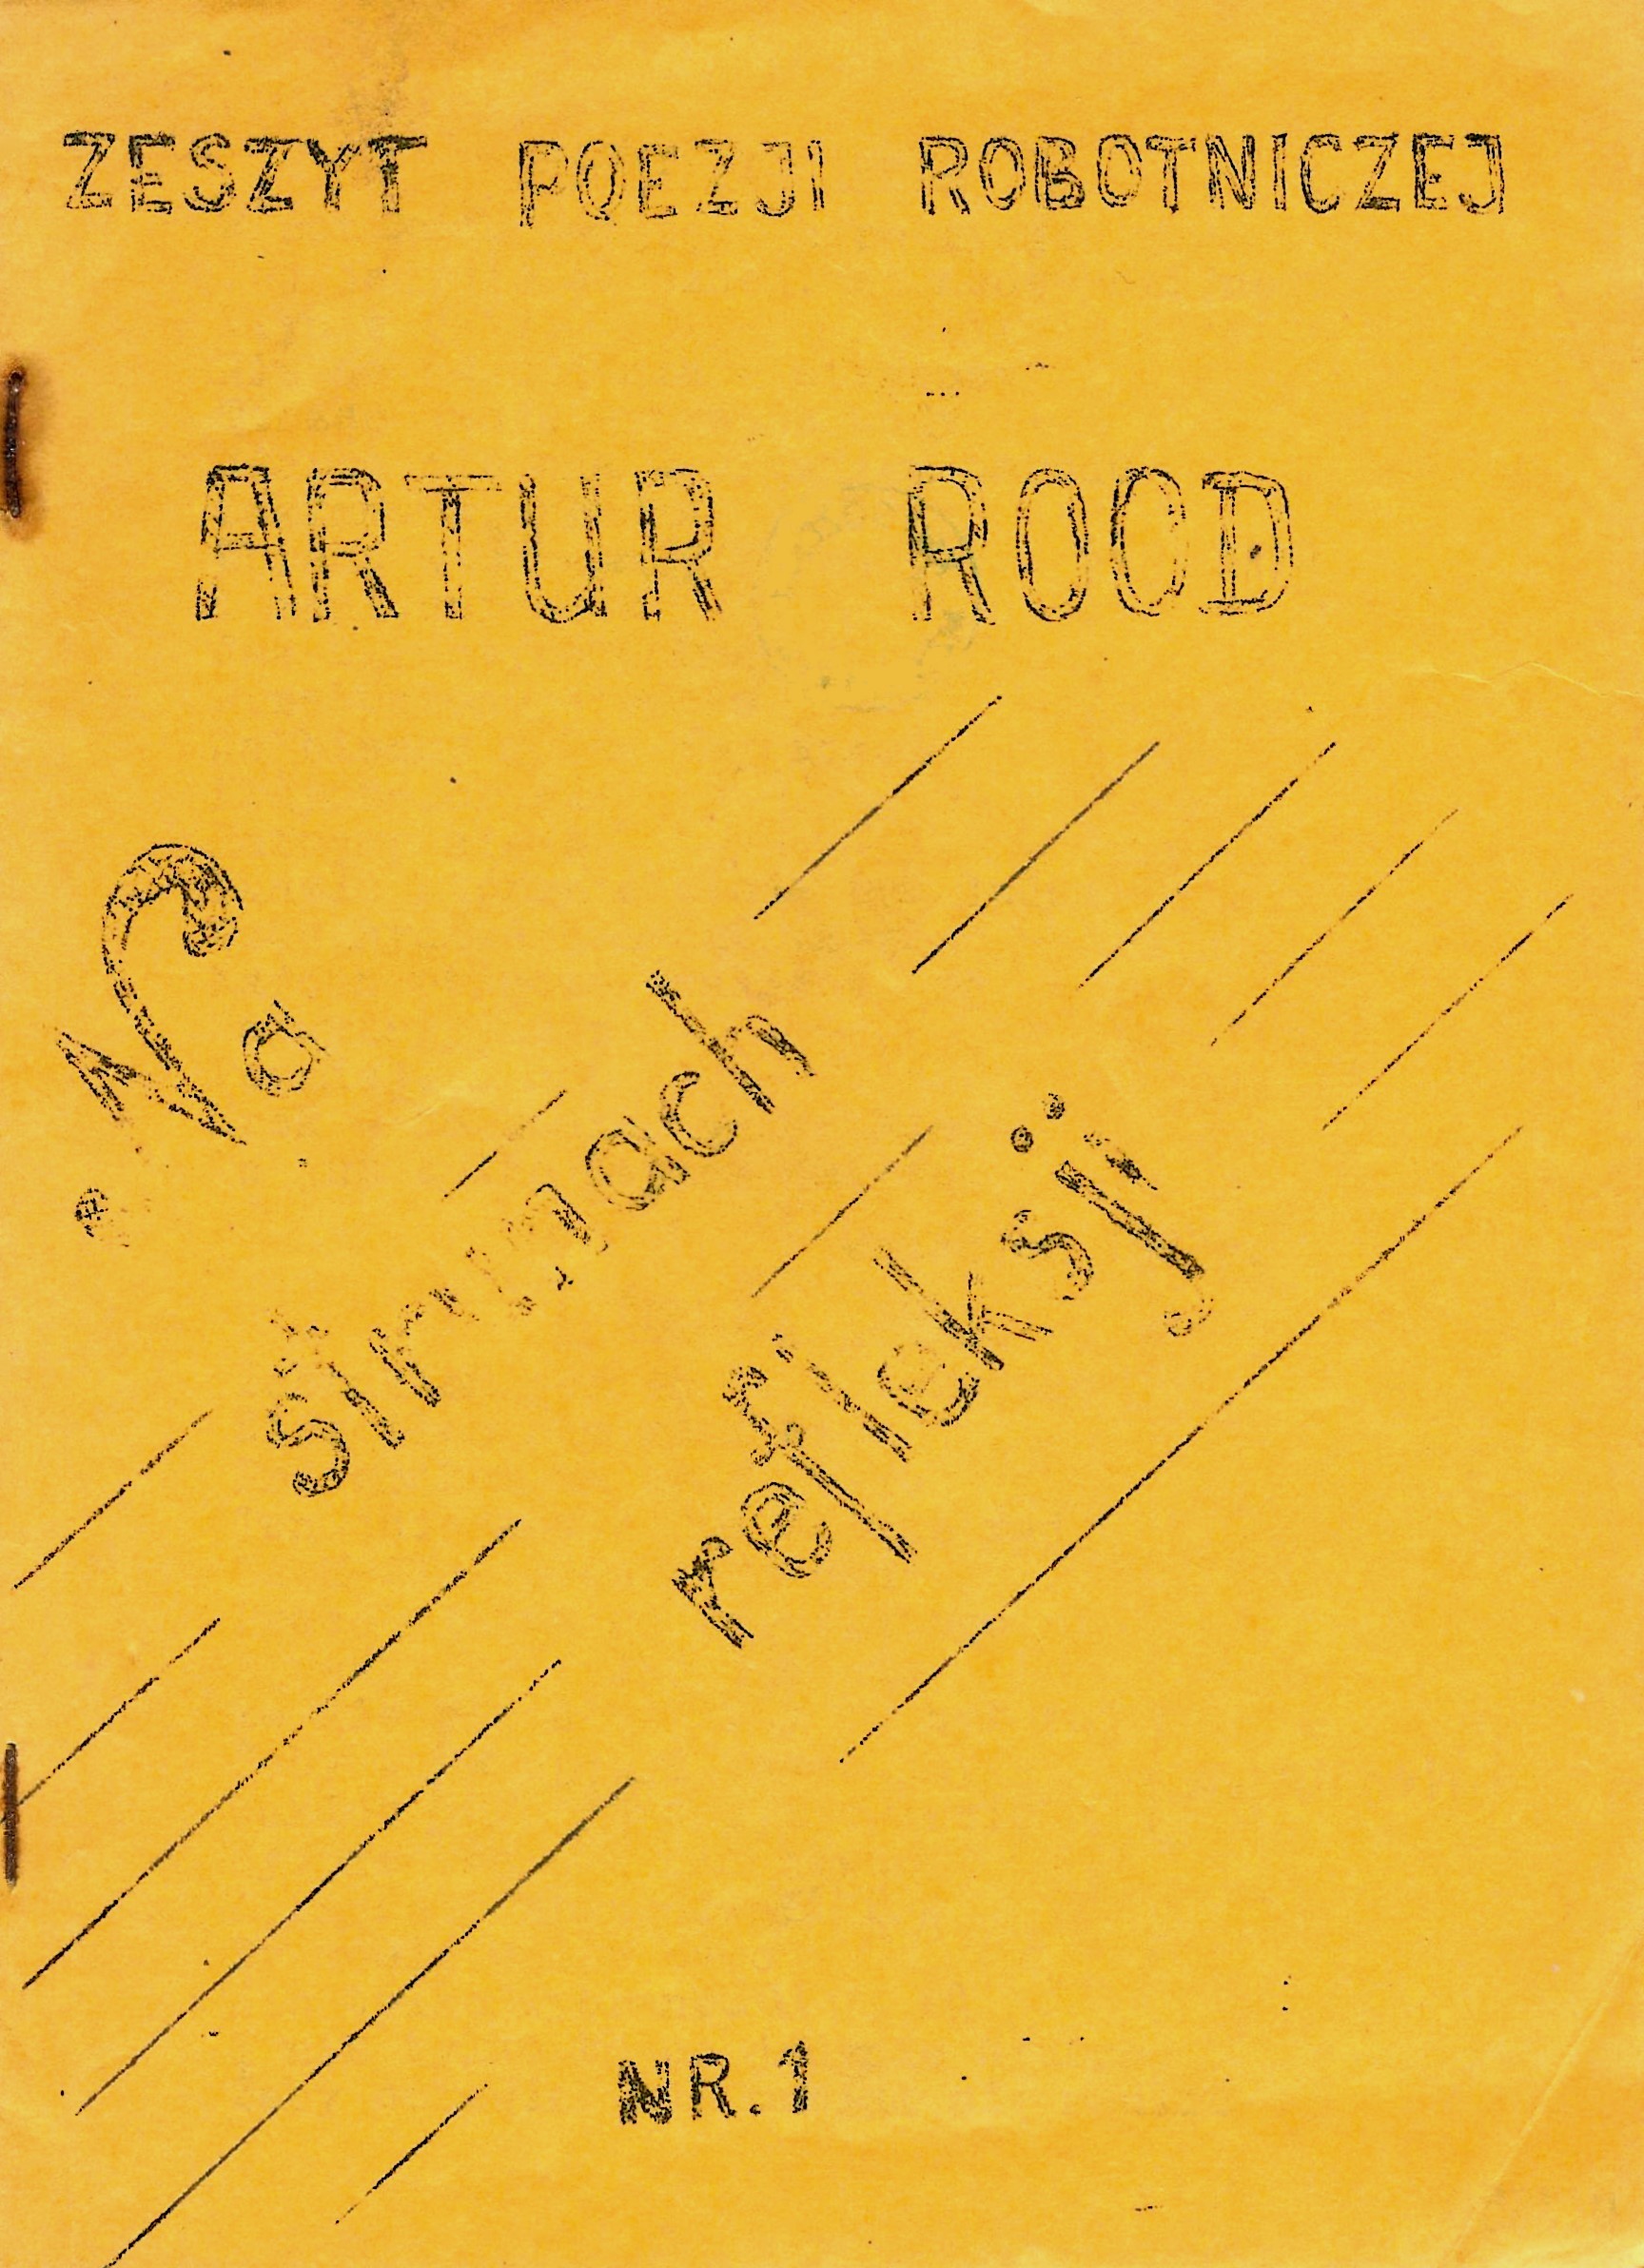 ZESZYT POEZJI ROBOTNICZEJ
ARTUR ROOD
Na
strunach
refleksji
NR.1